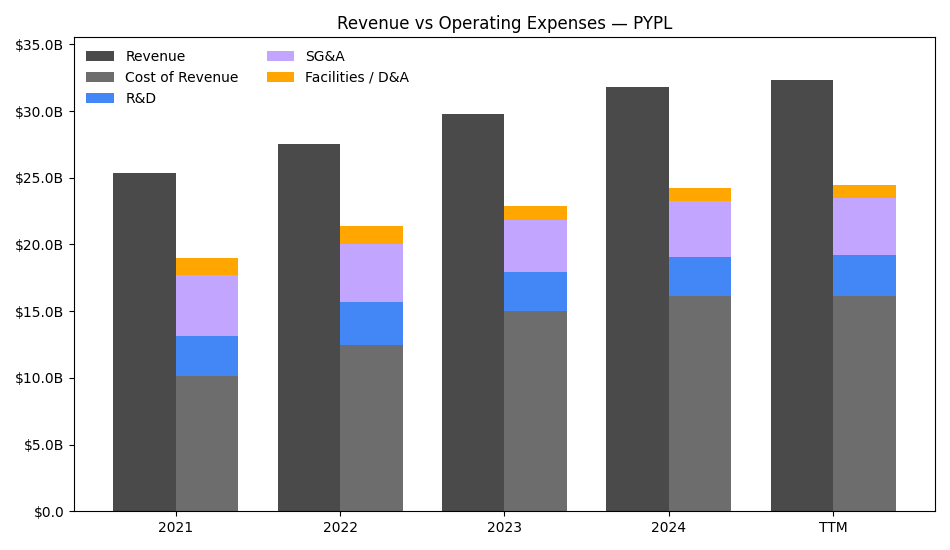 Revenue vs Operating Expenses — PYPL
$35.0B
$30.0B
$25.0B
$20.0B
$15.0B
$10.0B
$5.0B
$0.0
Revenue
Cost of Revenue
R&D
SG&A
Facilities / D&A
2021
2022
2023
2024
TTM